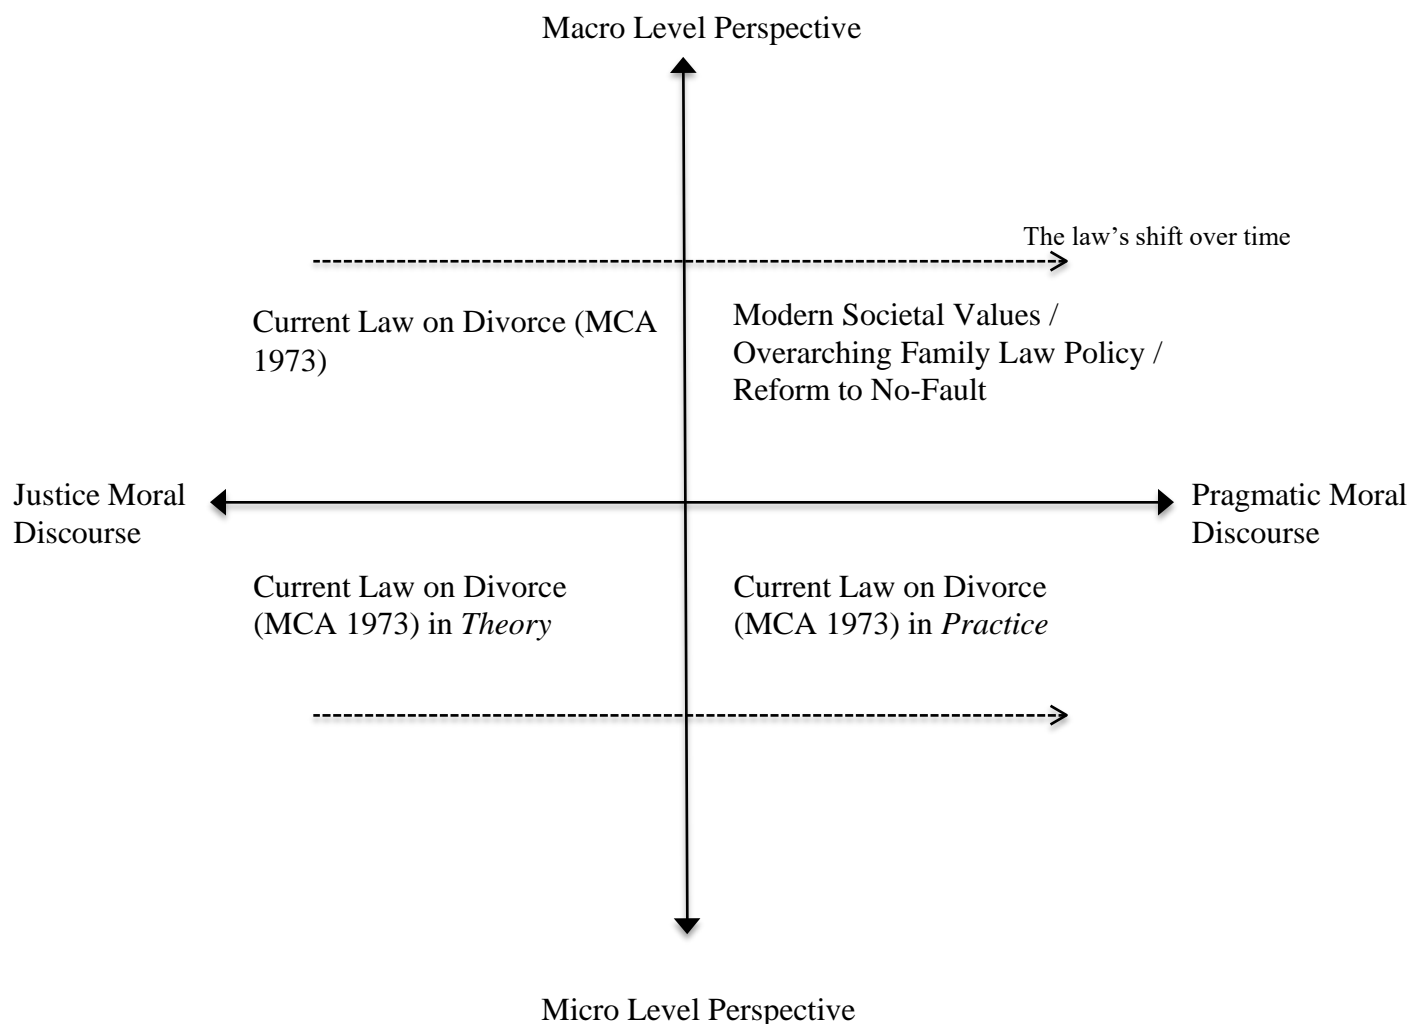 Macro Level Perspective
The law’s shift over time
Current Law on Divorce (MCA
1973)
Modern Societal Values /
Overarching Family Law Policy /
Reform to No-Fault
Justice Moral
Discourse
Pragmatic Moral
Discourse
Current Law on Divorce
(MCA 1973) in Theory
Current Law on Divorce
(MCA 1973) in Practice
Micro Level Perspective